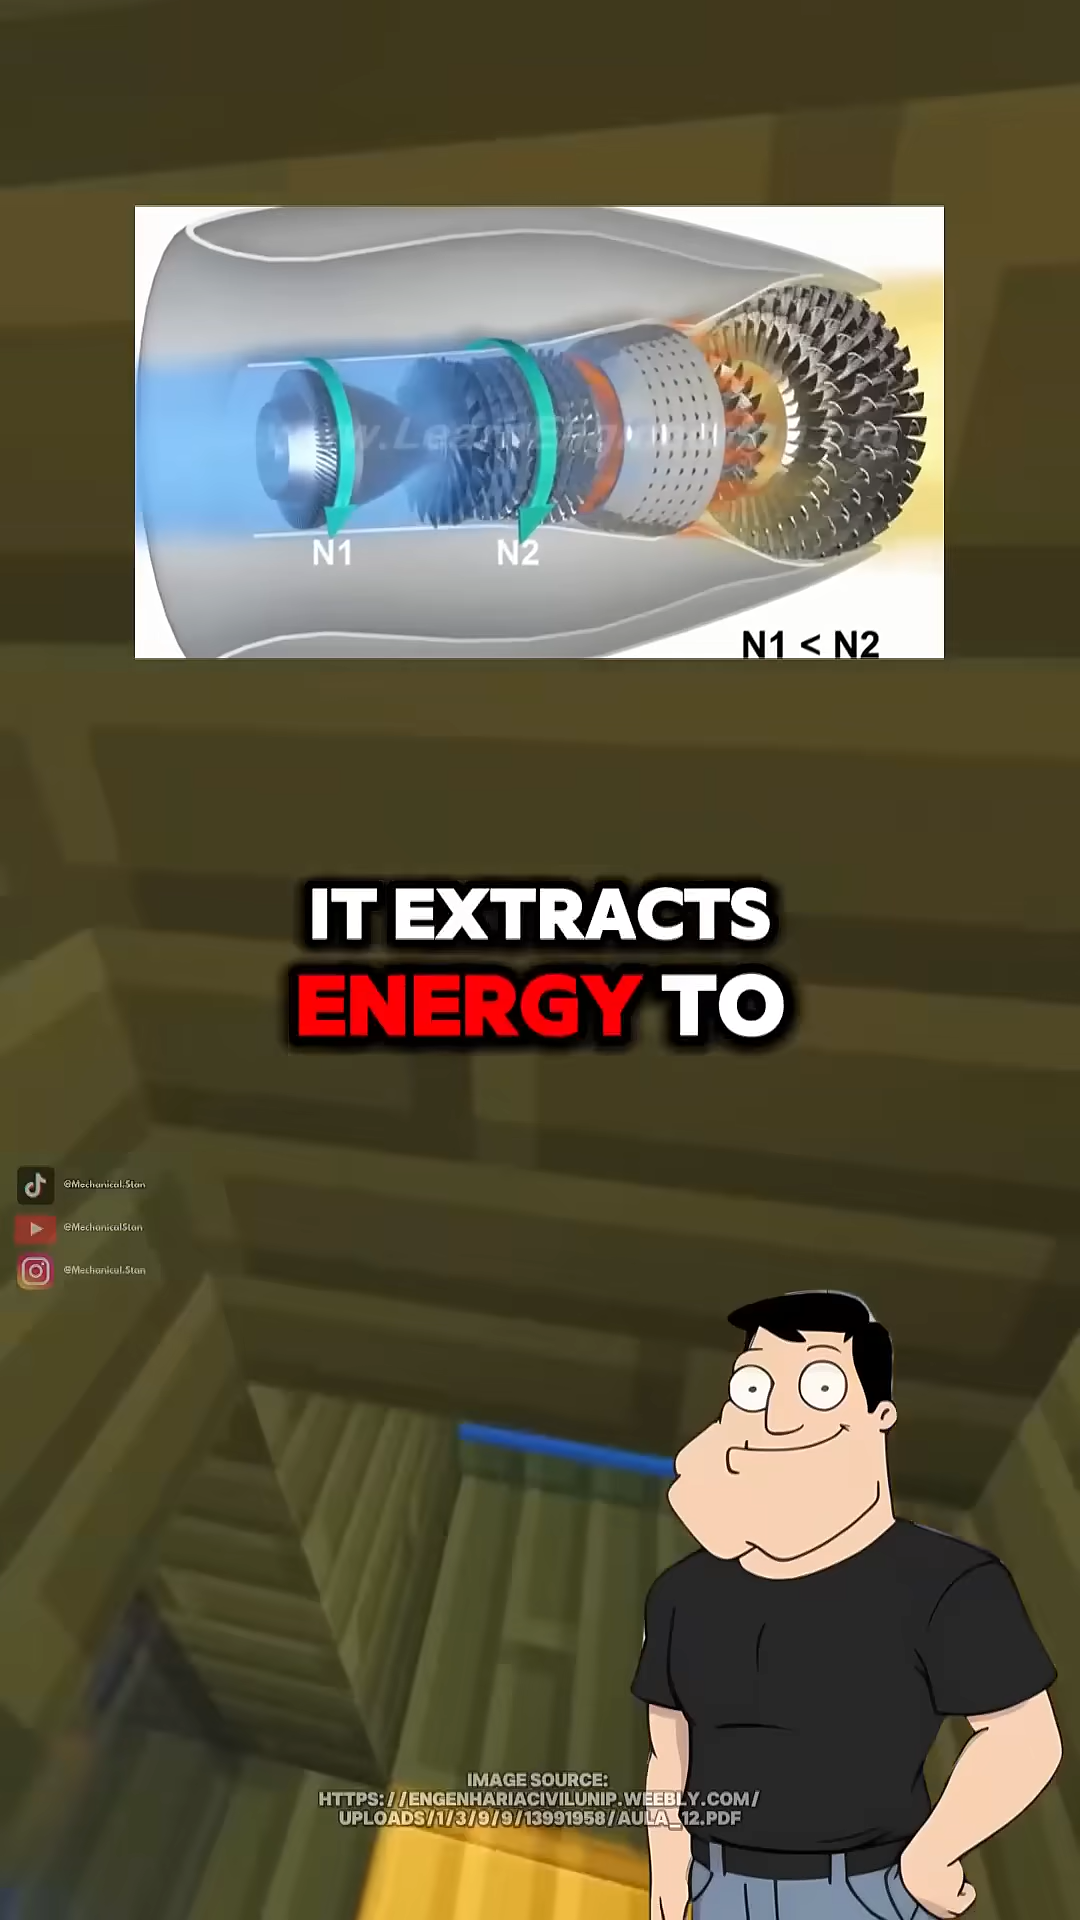 N1
N2
N1 < N2
IT EXTRACTS
ENERGY TO
@Mechanical.Stan
@MechanicalStan
@Mechanical.Stan
IMAGE SOURCE:
HTTPS://ENGENHARIACIVILUNIP.WEEBLY.COM/
UPLOADS/1/3/9/9/13991958/AULA_12.PDF